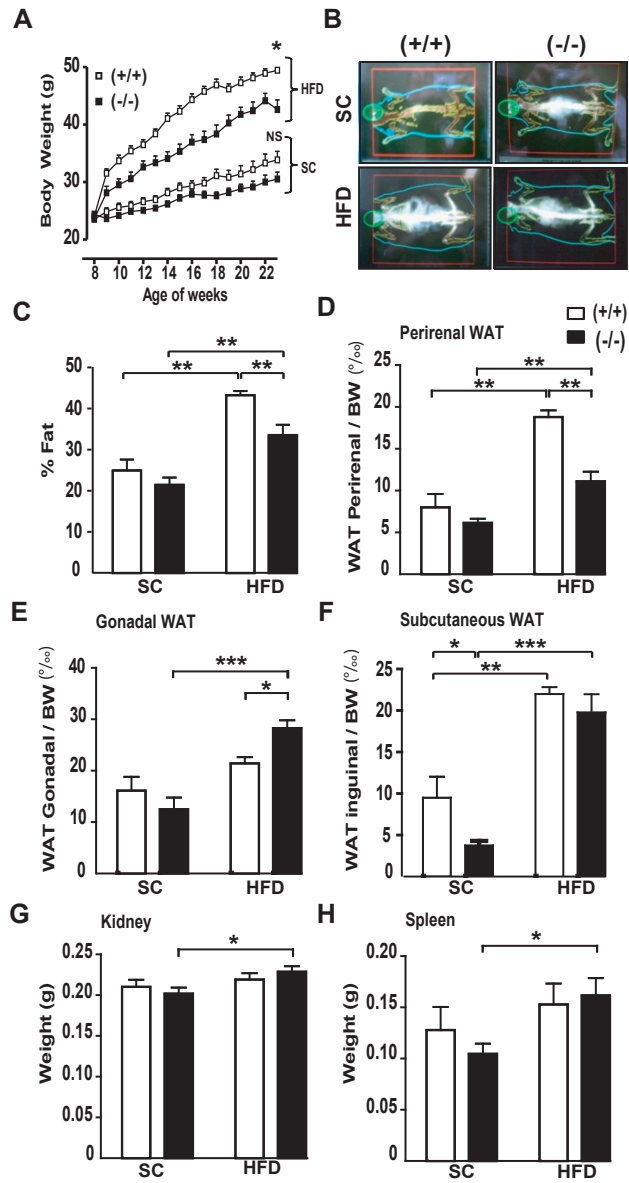 A
Body Weight (g)
50
40
30
20
(+/+)
(-/-)
*
HFD
NS
SC
8 10 12 14 16 18 20 22
Age of weeks
B
(+/+) (-/-)
SC
HFD
C
% Fat
50
40
30
20
10
0
** **
**
SC HFD
D
Perirenal WAT
(+/+)
(-/-)
WAT Perirenal / BW (°/oo)
20
15
10
5
0
**
** **
SC HFD
E
Gonadal WAT
WAT Gonadal / BW (°/oo)
40
30
20
10
0
***
*
SC HFD
F
Subcutaneous WAT
WAT inguinal / BW (°/oo)
25
20
15
10
5
0
* ***
**
SC HFD
G
Kidney
Weight (g)
0.25
0.20
0.15
0.10
0.05
0
*
SC HFD
H
Spleen
Weight (g)
0.20
0.15
0.10
0.05
0
*
SC HFD